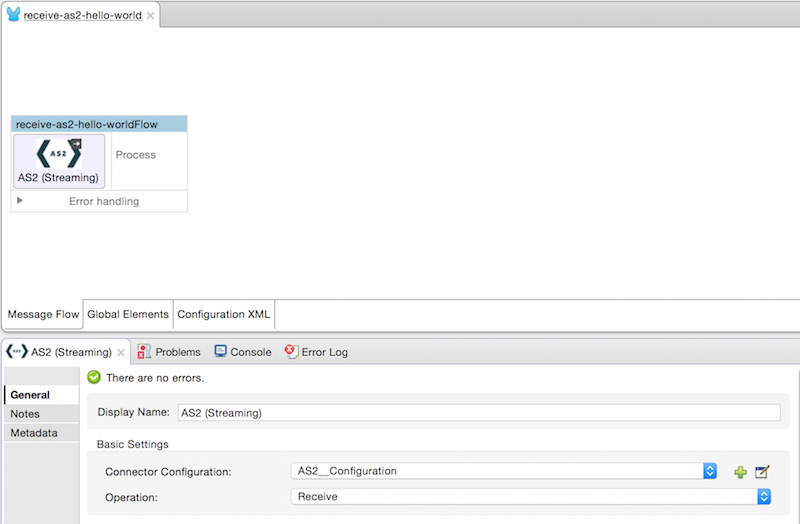 receive-as2-hello-world
receive-as2-hello-worldFlow
AS2
AS2 (Streaming)
Process
Error handling
Message Flow Global Elements Configuration XML
AS2 AS2 (Streaming) Problems Console Error Log
There are no errors.
General
Notes
Metadata
Display Name: AS2 (Streaming)
Basic Settings
Connector Configuration: AS2__Configuration
Operation: Receive